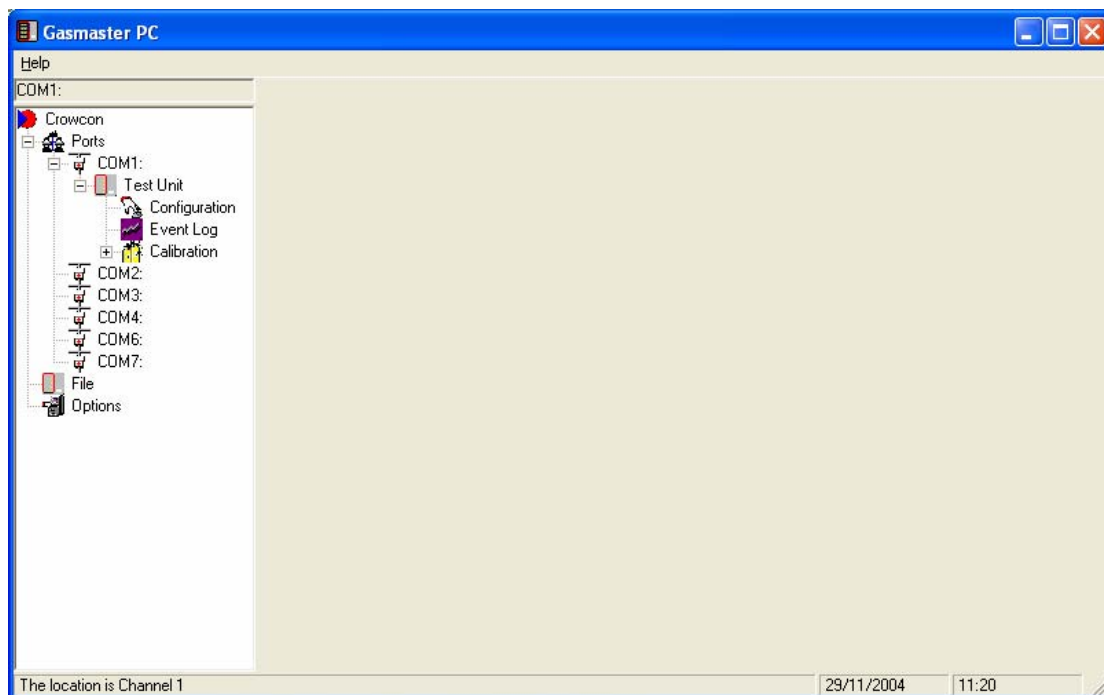 Gasmaster PC
Help
COM1:
Crowcon
Ports
COM1:
Test Unit
Configuration
Event Log
Calibration
COM2:
COM3:
COM4:
COM6:
COM7:
File
Options
The location is Channel 1
29/11/2004
11:20